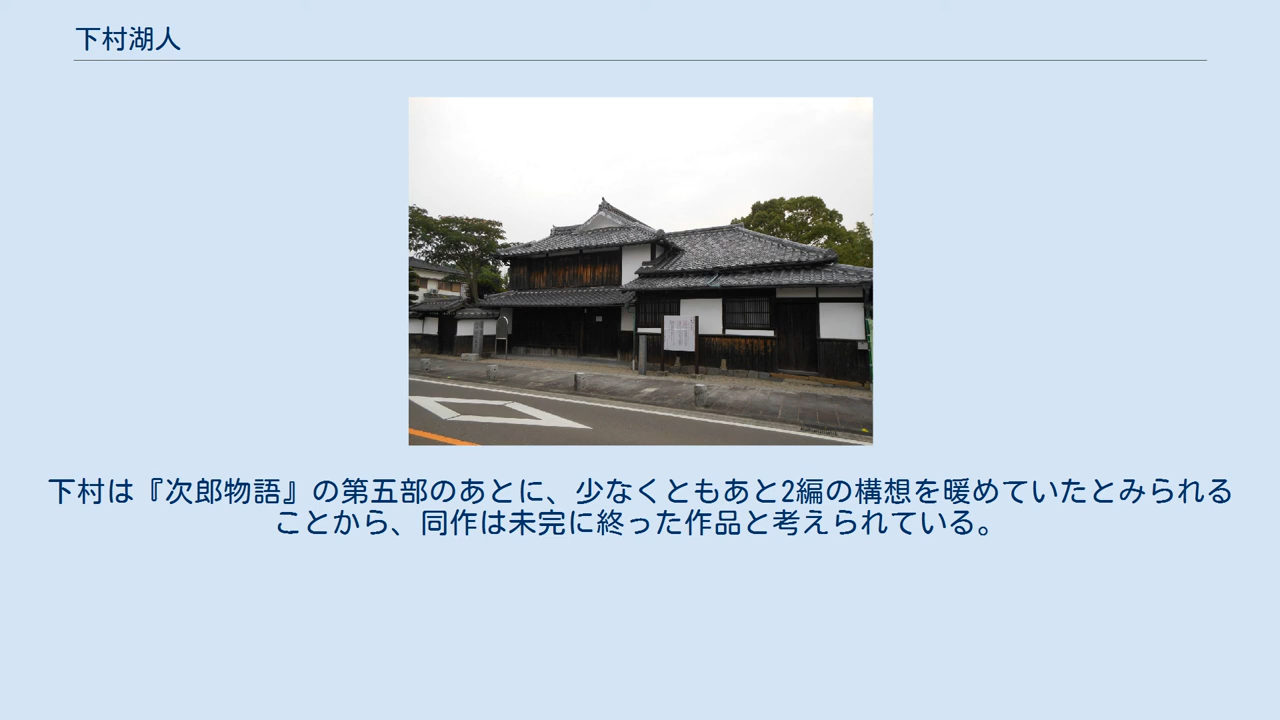 下村湖人
下村は『次郎物語』の第五部のあとに、少なくともあと2編の構想を暖めていたとみられる
ことから、同作は未完に終った作品と考えられている。